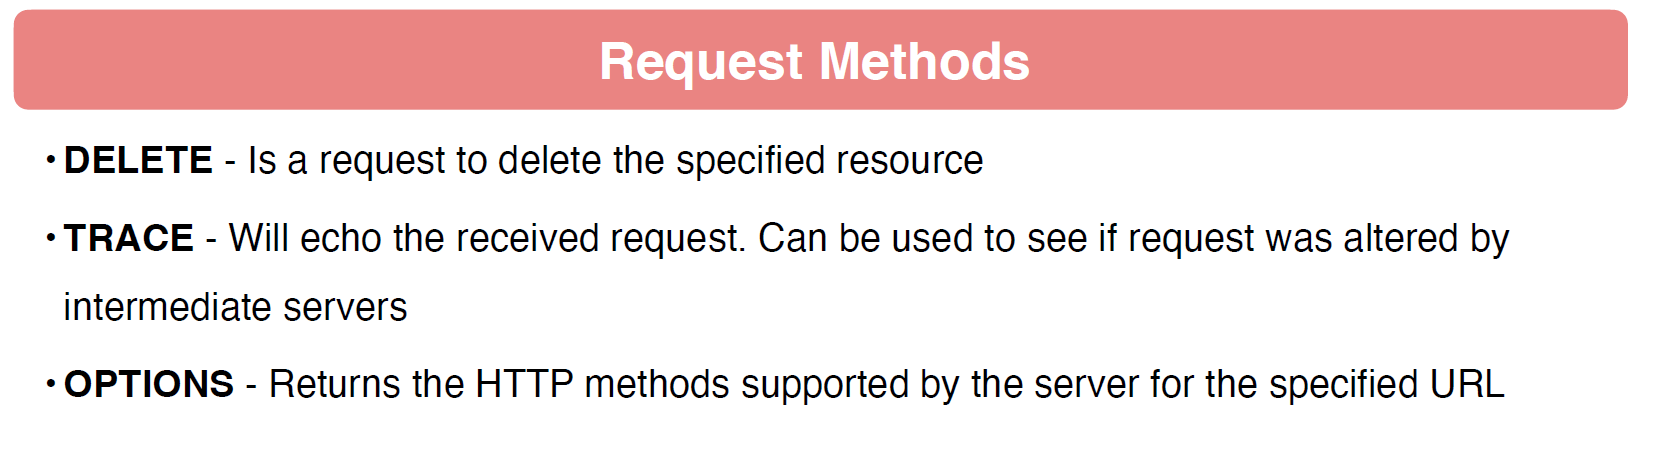 Request Methods
• DELETE - Is a request to delete the specified resource
• TRACE - Will echo the received request. Can be used to see if request was altered by
intermediate servers
• OPTIONS - Returns the HTTP methods supported by the server for the specified URL